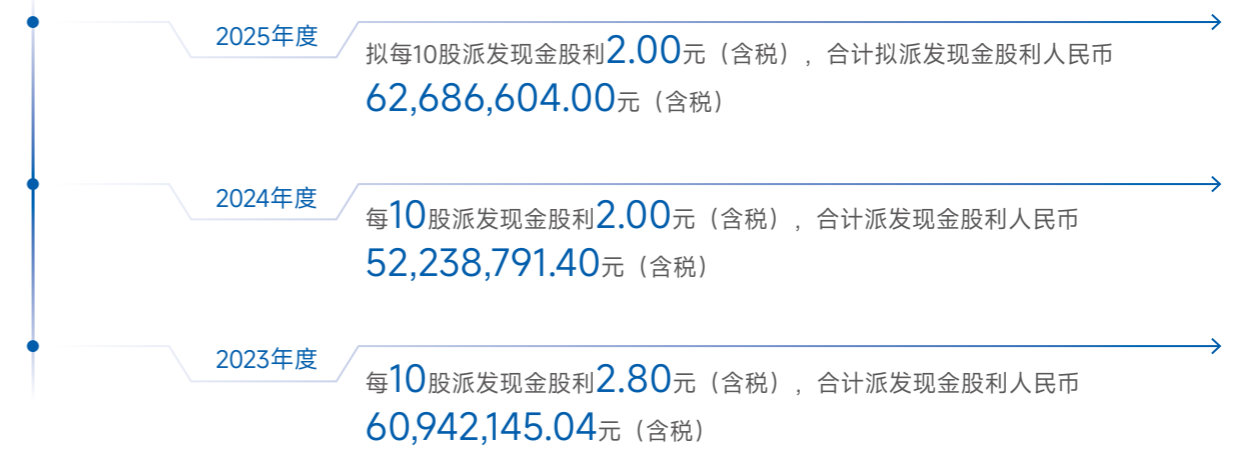 2025年度
拟每10股派发现金股利2.00元（含税），合计拟派发现金股利人民币
62,686,604.00元（含税）
2024年度
每10股派发现金股利2.00元（含税），合计派发现金股利人民币
52,238,791.40元（含税）
2023年度
每10股派发现金股利2.80元（含税），合计派发现金股利人民币
60,942,145.04元（含税）